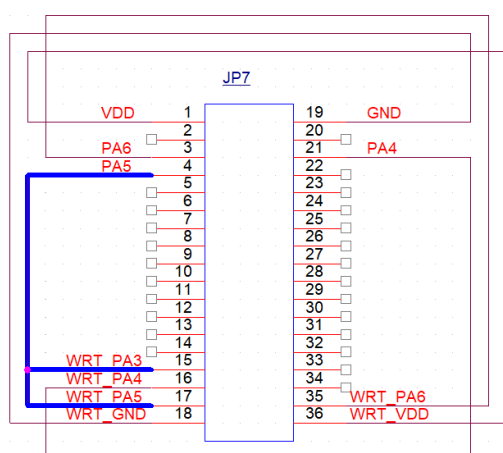 JP7
VDD 1 19 GND
2 20
PA6 3 21 PA4
PA5 4 22
5 23
6 24
7 25
8 26
9 27
10 28
11 29
12 30
13 31
14 32
WRT_PA3 15 33
WRT_PA4 16 34
WRT_PA5 17 35 WRT_PA6
WRT_GND 18 36 WRT_VDD